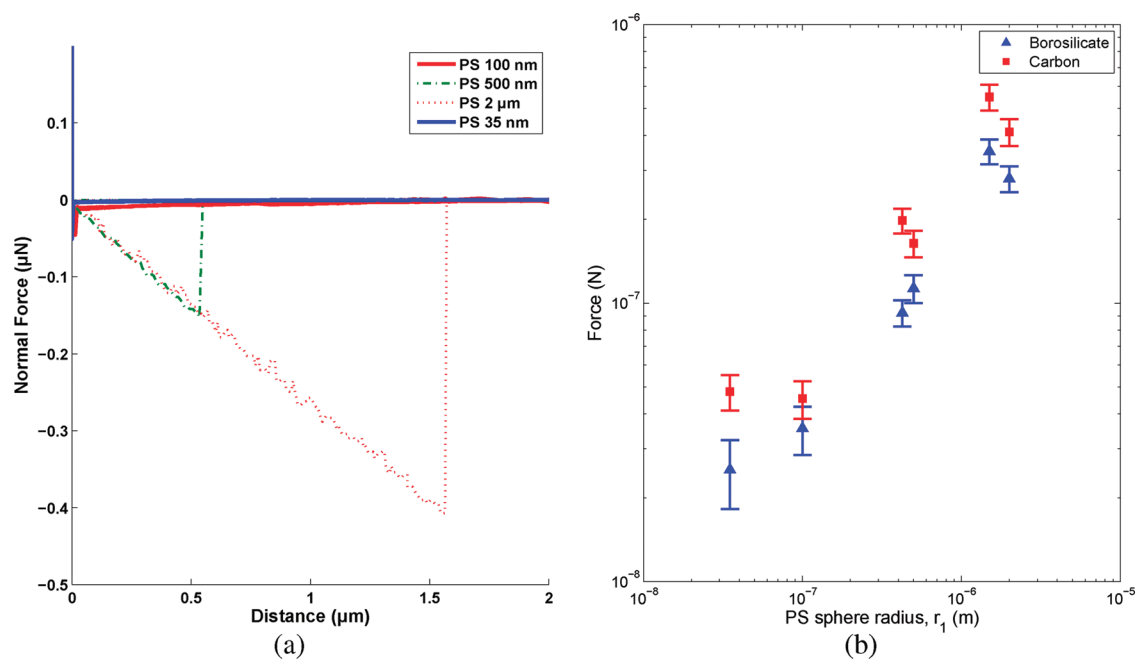 PS 100 nm
PS 500 nm
PS 2 µm
PS 35 nm
0.1
0
−0.1
−0.2
−0.3
−0.4
−0.5
Normal Force (µN)
0
0.5
1
1.5
2
Distance (µm)
(a)
Borosilicate
Carbon
10⁻⁶
10⁻⁷
10⁻⁸
Force (N)
10⁻⁸
10⁻⁷
10⁻⁶
10⁻⁵
PS sphere radius, r₁ (m)
(b)